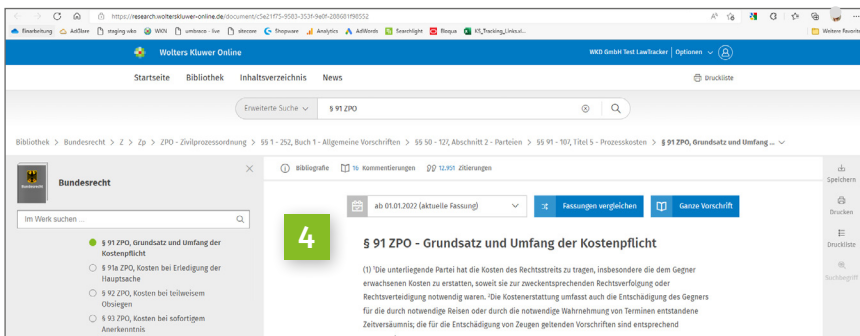 https://research.wolterskluwer-online.de/document/c5e21f75-9583-353f-9e0f-288681f98552
Bearbeitung AdGlare staging wko WKN umbraco - live sitecore Shopware Analytics AdWords Searchlight Eloqua KS_Tracking_Linksul... Weitere Favorite
Wolters Kluwer Online WKD GmbH Test LawTracker | Optionen
Startseite Bibliothek Inhaltsverzeichnis News Druckliste
Erweiterte Suche § 91 ZPO
Bibliothek > Bundesrecht > Z > Zp > ZPO - Zivilprozessordnung > §§ 1 - 252, Buch 1 - Allgemeine Vorschriften > §§ 50 - 127, Abschnitt 2 - Parteien > §§ 91 - 107, Titel 5 - Prozesskosten > § 91 ZPO, Grundsatz und Umfang ...
Bundesrecht
Im Werk suchen ...
§ 91 ZPO, Grundsatz und Umfang der
Kostenpflicht
§ 91a ZPO, Kosten bei Erledigung der
Hauptsache
§ 92 ZPO, Kosten bei teilweisem
Obsiegen
§ 93 ZPO, Kosten bei sofortigem
Anerkenntnis
Bibliografie 16 Kommentierungen 12.951 Zitierungen
ab 01.01.2022 (aktuelle Fassung) Fassungen vergleichen Ganze Vorschrift
4
§ 91 ZPO - Grundsatz und Umfang der Kostenpflicht
(1) ¹Die unterliegende Partei hat die Kosten des Rechtsstreits zu tragen, insbesondere die dem Gegner
erwachsenen Kosten zu erstatten, soweit sie zur zweckentsprechenden Rechtsverfolgung oder
Rechtsverteidigung notwendig waren. ²Die Kostenerstattung umfasst auch die Entschädigung des Gegners
für die durch notwendige Reisen oder durch die notwendige Wahrnehmung von Terminen entstandene
Zeitversäumnis; die für die Entschädigung von Zeugen geltenden Vorschriften sind entsprechend
Speichern
Drucken
Druckliste
Suchbegriff